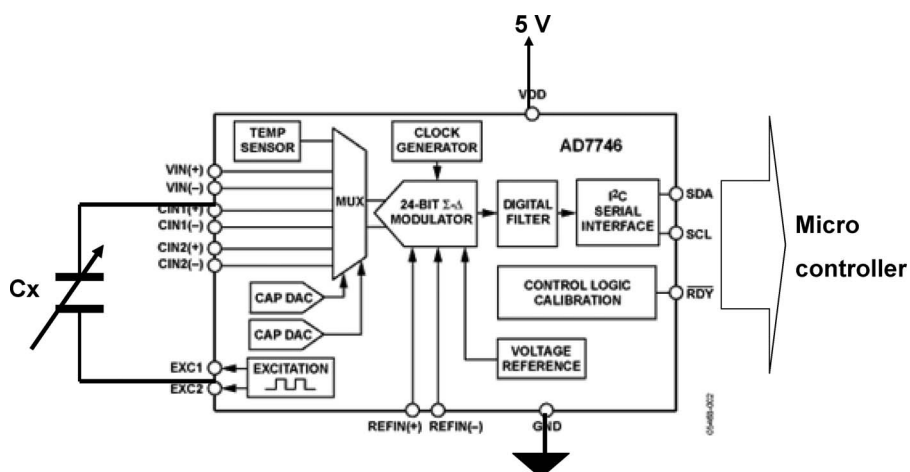 5 V
VDD
TEMP
SENSOR
CLOCK
GENERATOR
AD7746
VIN(+)
VIN(–)
CIN1(+)
CIN1(–)
CIN2(+)
CIN2(–)
MUX
24-BIT Σ-Δ
MODULATOR
DIGITAL
FILTER
I²C
SERIAL
INTERFACE
SDA
SCL
Micro
controller
Cx
CAP DAC
CAP DAC
CONTROL LOGIC
CALIBRATION
RDY
EXC1
EXC2
EXCITATION
VOLTAGE
REFERENCE
REFIN(+)
REFIN(–)
GND
05468-002